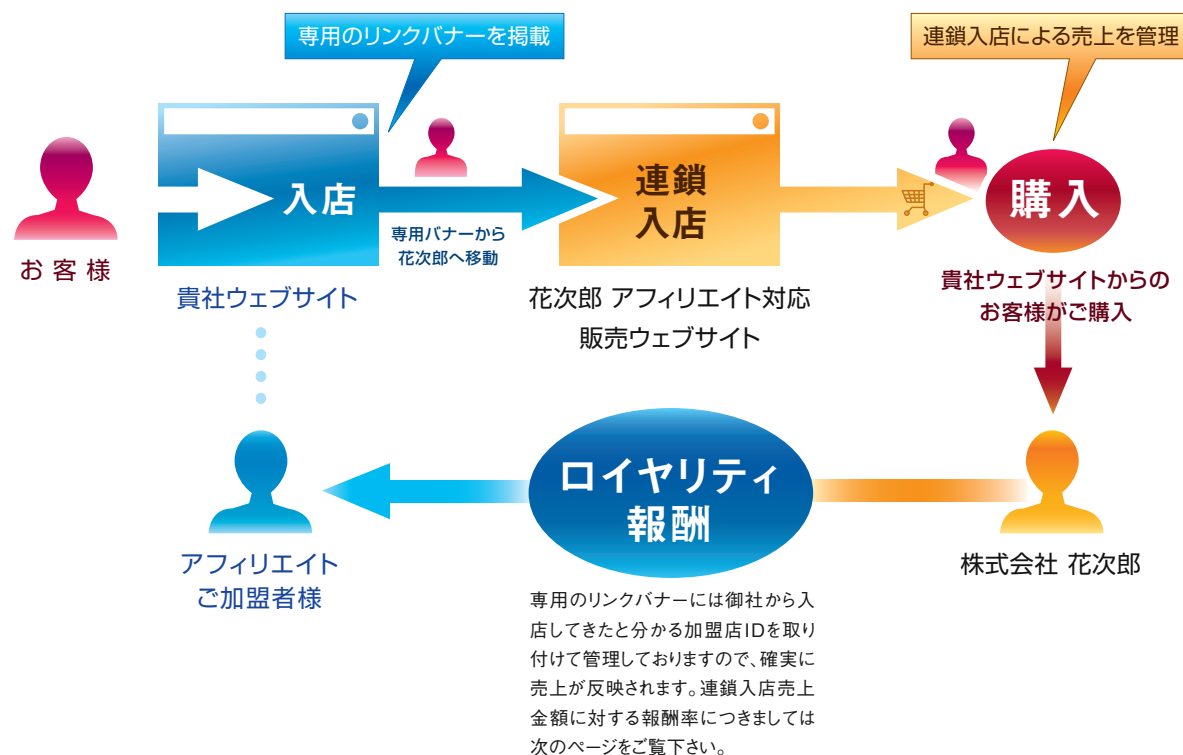 専用のリンクバナーを掲載
連鎖入店による売上を管理
お客様
入店
専用バナーから
花次郎へ移動
連鎖
入店
購入
貴社ウェブサイト
花次郎 アフィリエイト対応
販売ウェブサイト
貴社ウェブサイトからの
お客様がご購入
アフィリエイト
ご加盟者様
ロイヤリティ
報酬
株式会社 花次郎
専用のリンクバナーには御社から入
店してきたと分かる加盟店IDを取り
付けて管理しておりますので、確実に
売上が反映されます。連鎖入店売上
金額に対する報酬率につきましては
次のページをご覧下さい。